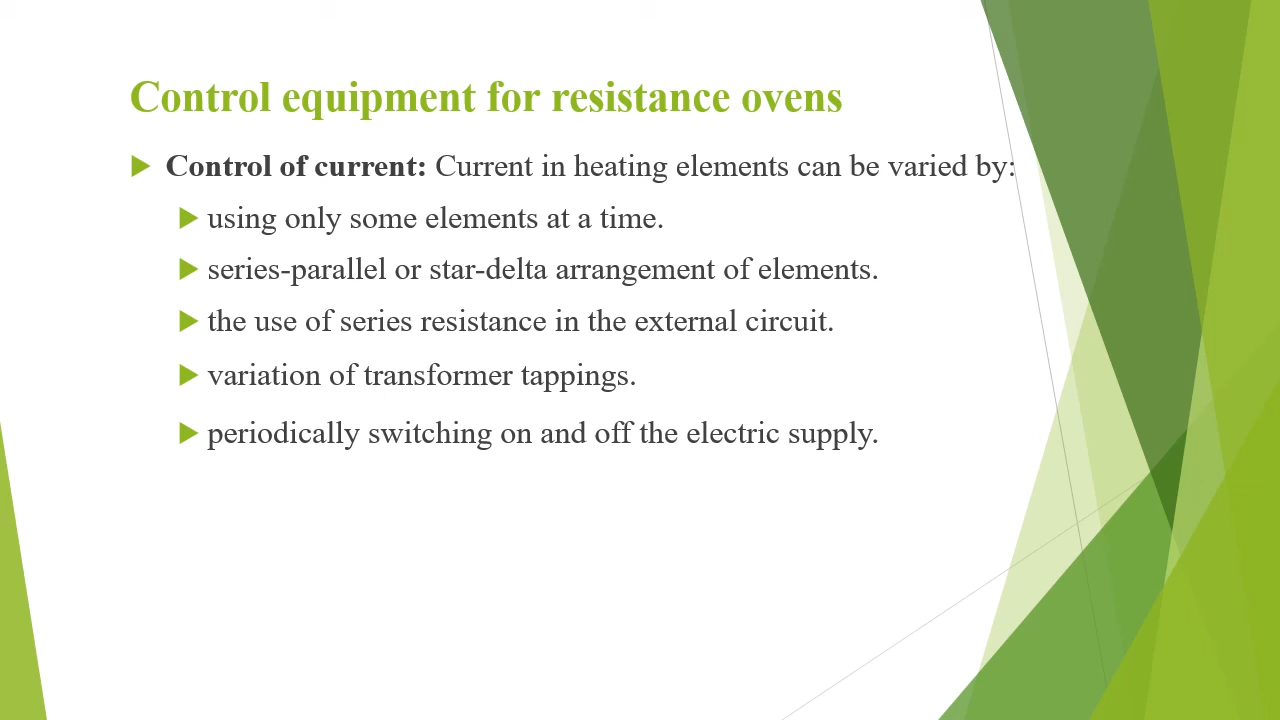 Control equipment for resistance ovens
Control of current: Current in heating elements can be varied by:
using only some elements at a time.
series-parallel or star-delta arrangement of elements.
the use of series resistance in the external circuit.
variation of transformer tappings.
periodically switching on and off the electric supply.